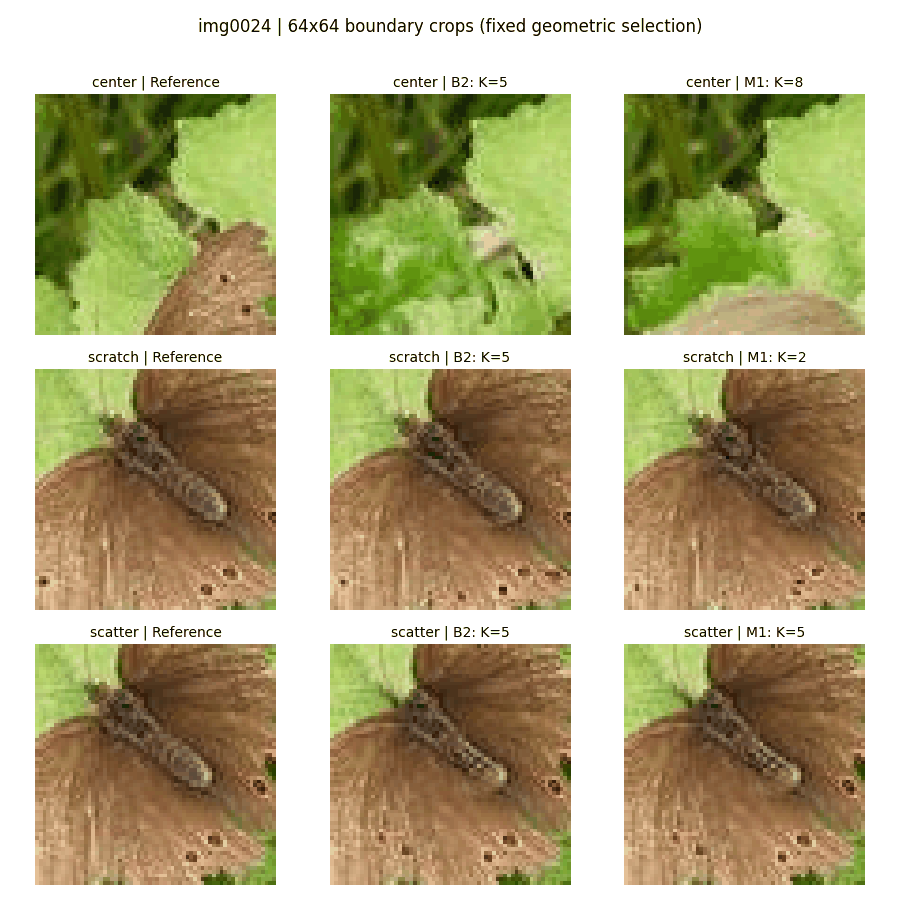 img0024 | 64x64 boundary crops (fixed geometric selection)
center | Reference
center | B2: K=5
center | M1: K=8
scratch | Reference
scratch | B2: K=5
scratch | M1: K=2
scatter | Reference
scatter | B2: K=5
scatter | M1: K=5